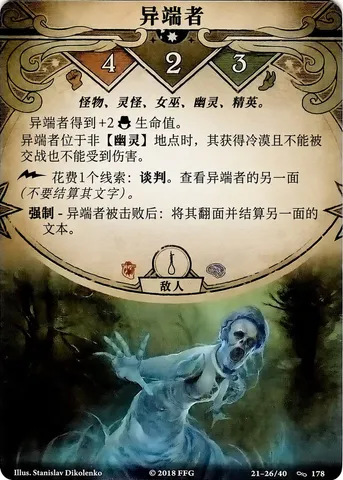 异端者
4 2 3
怪物、灵怪、女巫、幽灵、精英。
异端者得到+2 生命值。
异端者位于非【幽灵】地点时，其获得冷漠且不能被
交战也不能受到伤害。
花费1个线索：谈判。查看异端者的另一面
（不要结算其文字）。
强制 - 异端者被击败后：将其翻面并结算另一面的
文本。
敌人
Illus. Stanislav Dikolenko © 2018 FFG 21-26/40 178